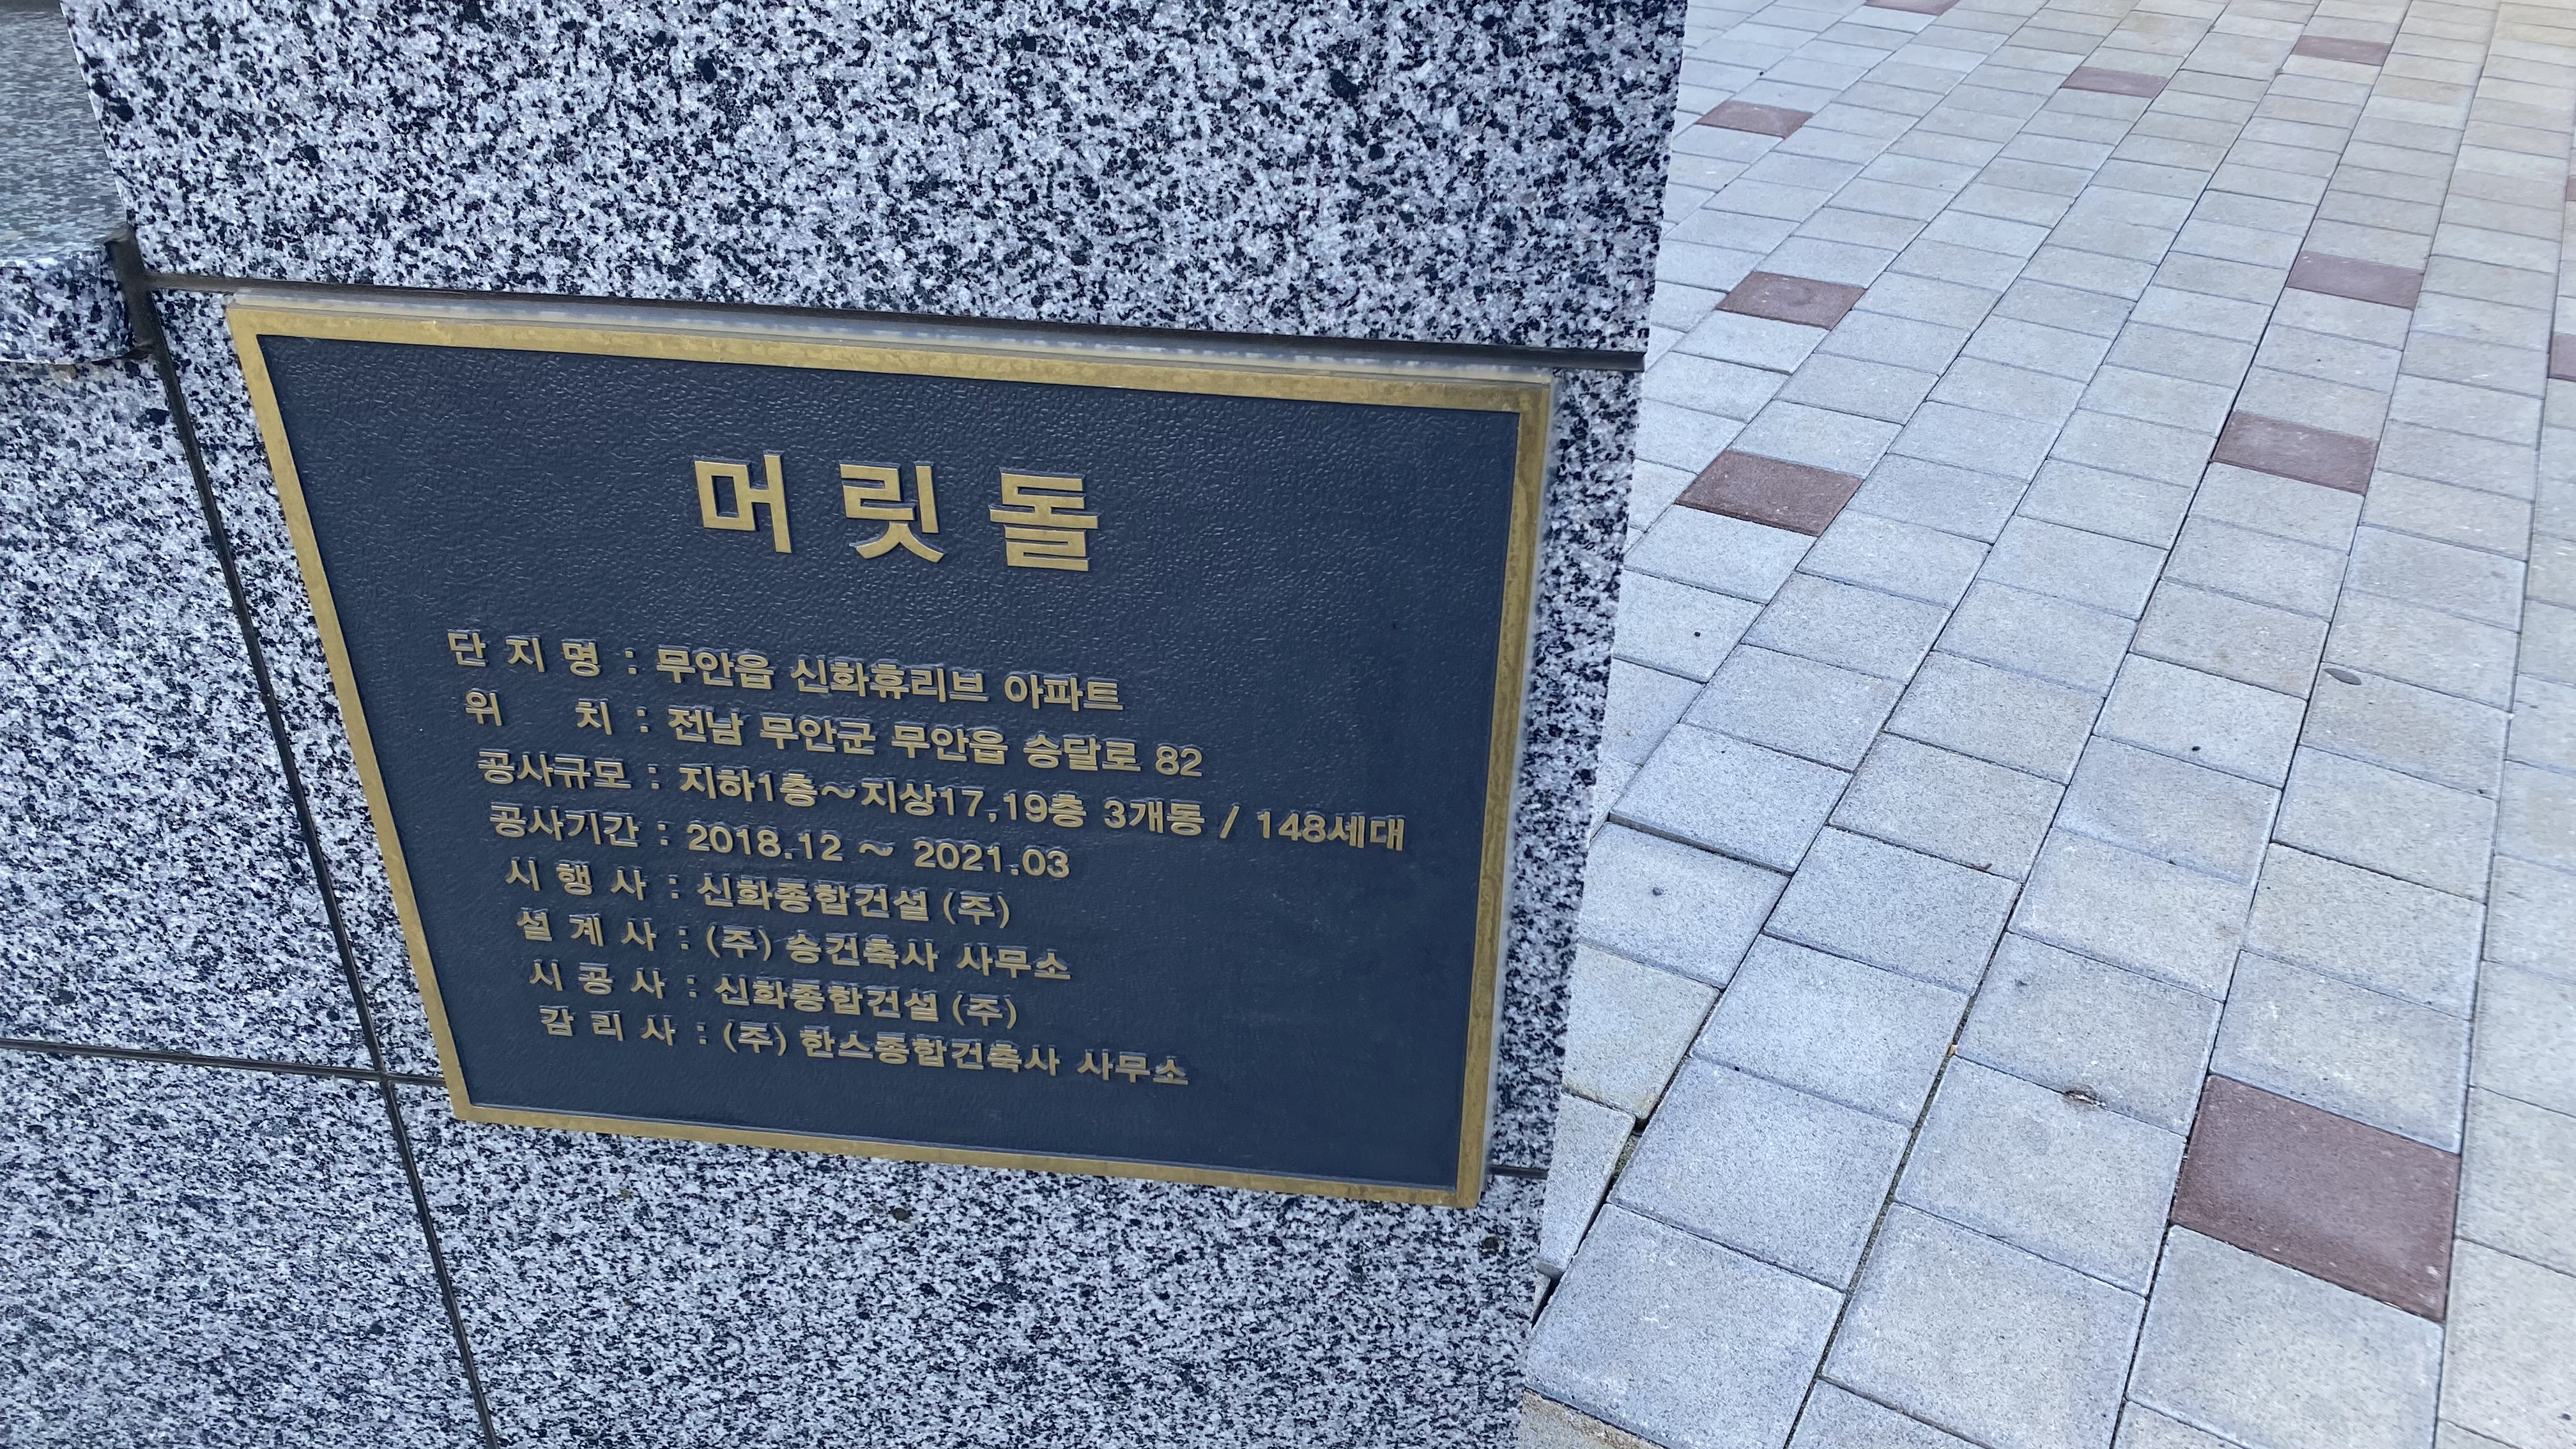 머릿돌
단 지 명 : 무안읍 신화휴리브 아파트
위 치 : 전남 무안군 무안읍 승달로 82
공사규모 : 지하1층~지상17,19층 3개동 / 148세대
공사기간 : 2018.12 ~ 2021.03
시 행 사 : 신화종합건설 (주)
설 계 사 : (주) 승건축사 사무소
시 공 사 : 신화종합건설 (주)
감 리 사 : (주) 한스종합건축사 사무소